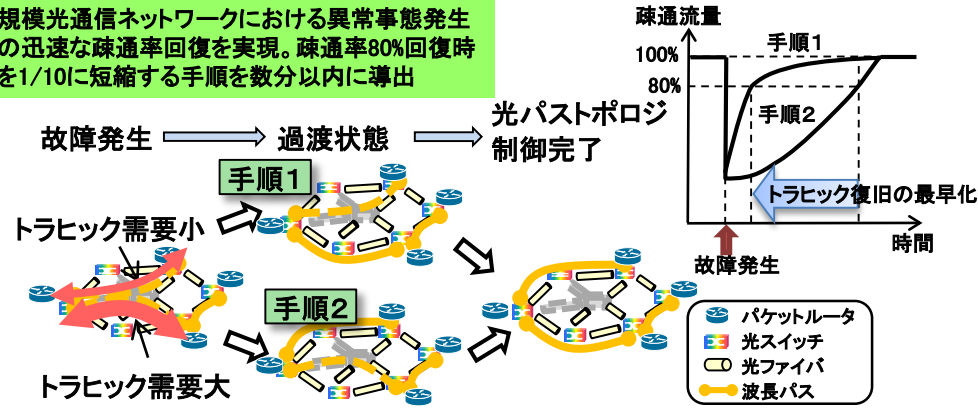 規模光通信ネットワークにおける異常事態発生
の迅速な疎通率回復を実現。疎通率80%回復時
を1/10に短縮する手順を数分以内に導出
疎通流量
100%
80%
手順1
手順2
トラヒック復旧の最早化
時間
故障発生
故障発生
過渡状態
光パストポロジ
制御完了
手順1
トラヒック需要小
手順2
トラヒック需要大
パケットルータ
光スイッチ
光ファイバ
波長パス